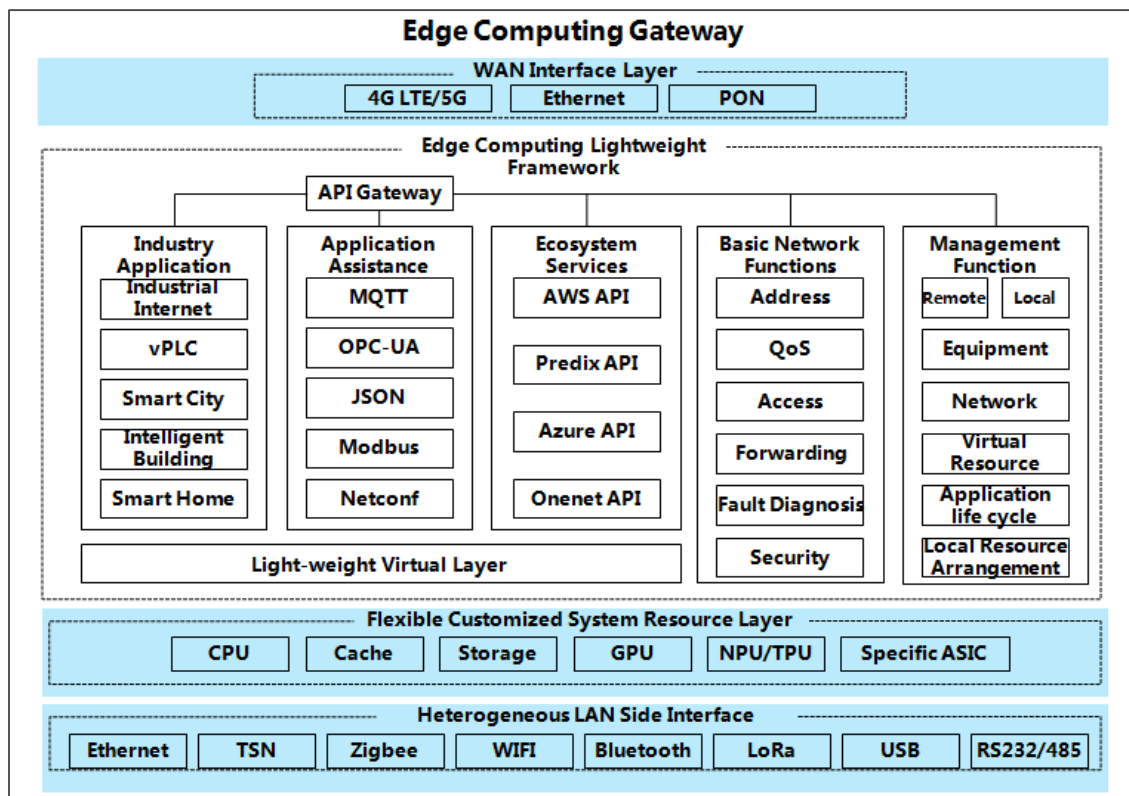 Edge Computing Gateway
WAN Interface Layer
4G LTE/5G
Ethernet
PON
Edge Computing Lightweight
Framework
API Gateway
Industry
Application
Industrial
Internet
vPLC
Smart City
Intelligent
Building
Smart Home
Application
Assistance
MQTT
OPC-UA
JSON
Modbus
Netconf
Ecosystem
Services
AWS API
Predix API
Azure API
Onenet API
Light-weight Virtual Layer
Basic Network
Functions
Address
QoS
Access
Forwarding
Fault Diagnosis
Security
Management
Function
Remote
Local
Equipment
Network
Virtual
Resource
Application
life cycle
Local Resource
Arrangement
Flexible Customized System Resource Layer
CPU
Cache
Storage
GPU
NPU/TPU
Specific ASIC
Heterogeneous LAN Side Interface
Ethernet
TSN
Zigbee
WIFI
Bluetooth
LoRa
USB
RS232/485